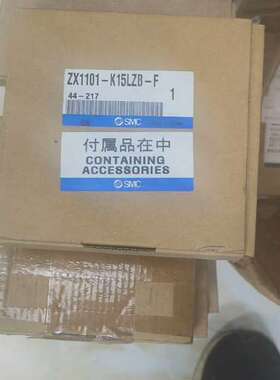 ZX1101-K15LZB-F
44-217 1
SMC
付属品在中
CONTAINING
ACCESSORIES
SMC